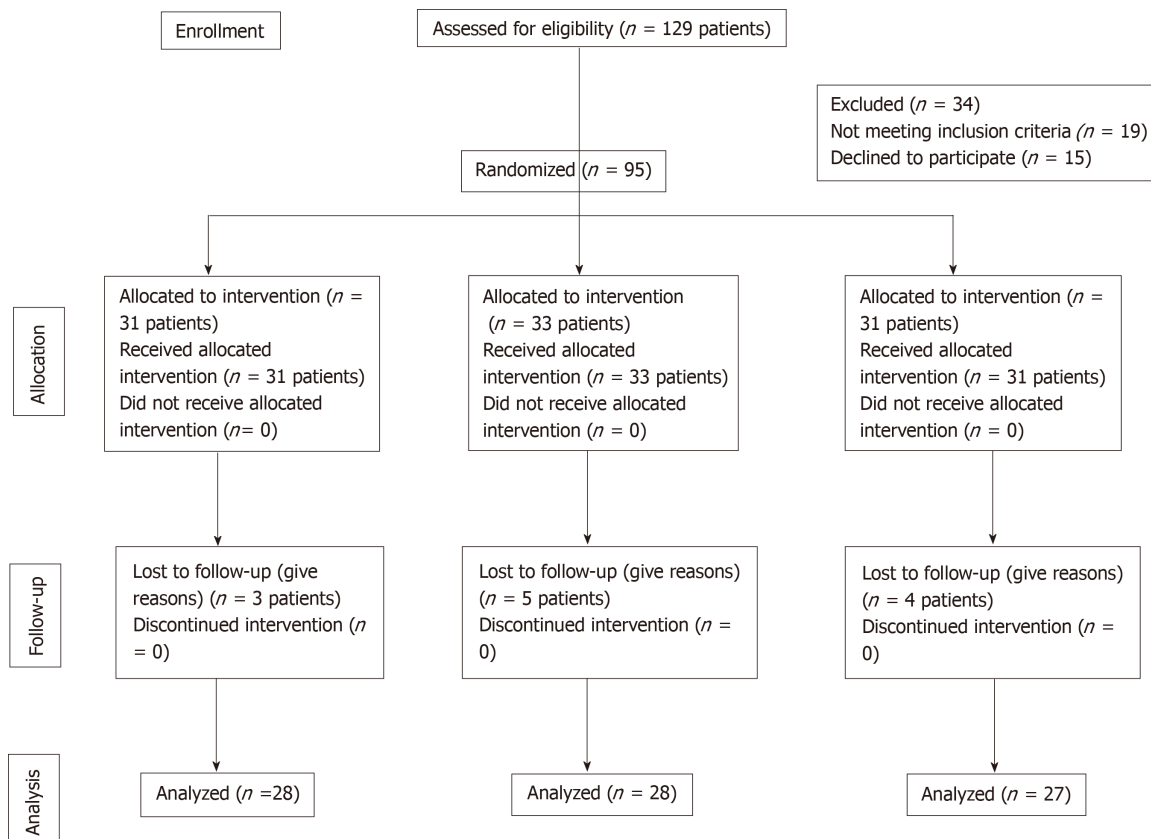 Enrollment
Assessed for eligibility (n = 129 patients)
Excluded (n = 34)
Not meeting inclusion criteria (n = 19)
Declined to participate (n = 15)
Randomized (n = 95)
Allocation
Allocated to intervention (n =
31 patients)
Received allocated
intervention (n = 31 patients)
Did not receive allocated
intervention (n= 0)
Allocated to intervention
(n = 33 patients)
Received allocated
intervention (n = 33 patients)
Did not receive allocated
intervention (n = 0)
Allocated to intervention (n =
31 patients)
Received allocated
intervention (n = 31 patients)
Did not receive allocated
intervention (n = 0)
Follow-up
Lost to follow-up (give
reasons) (n = 3 patients)
Discontinued intervention (n
= 0)
Lost to follow-up (give reasons)
(n = 5 patients)
Discontinued intervention (n =
0)
Lost to follow-up (give reasons)
(n = 4 patients)
Discontinued intervention (n =
0)
Analysis
Analyzed (n =28)
Analyzed (n = 28)
Analyzed (n = 27)